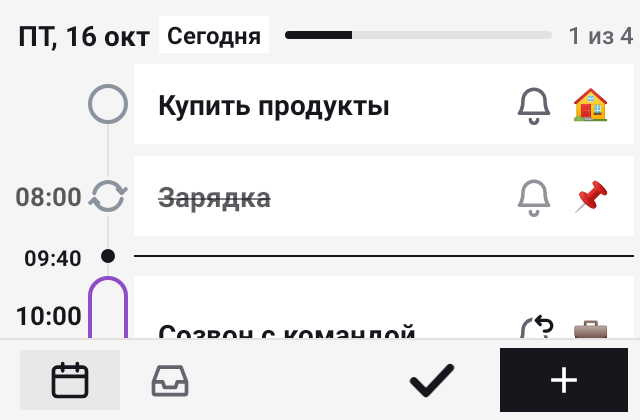 ПТ, 16 окт Сегодня 1 из 4
Купить продукты
08:00 Зарядка
09:40
10:00
Созвон с командой